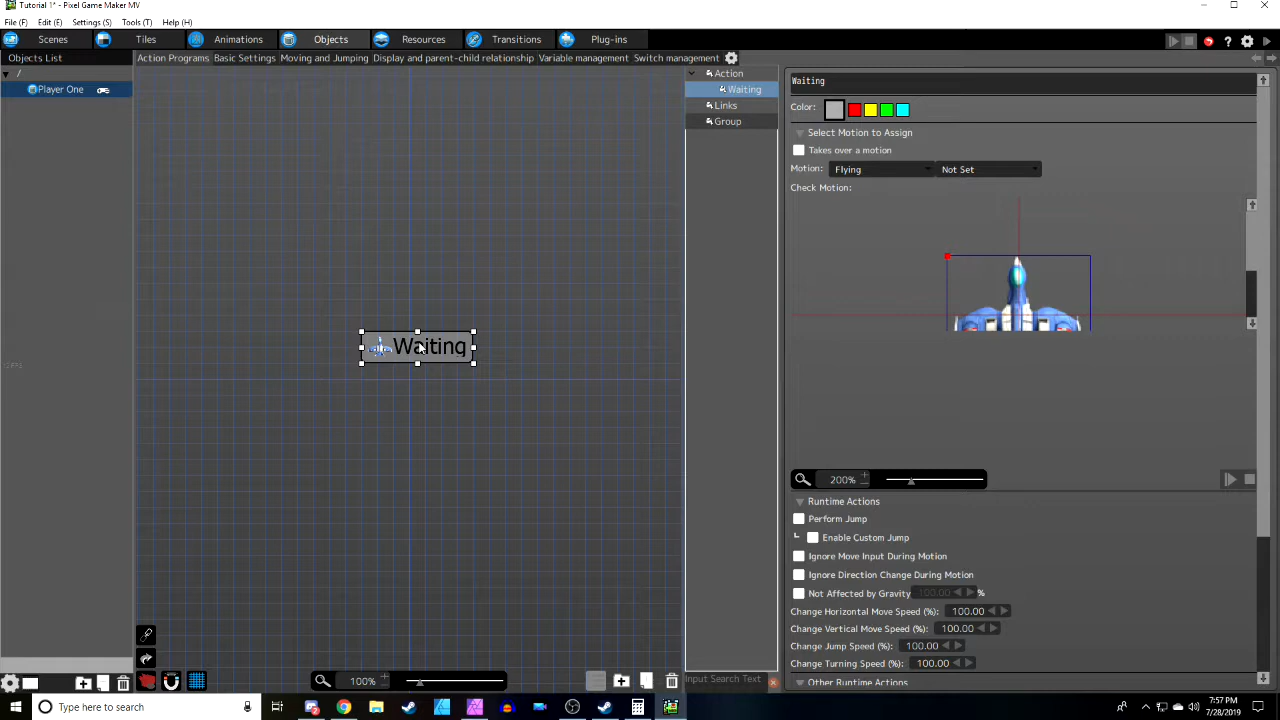 Tutorial 1* - Pixel Game Maker MV
File (F) Edit (E) Settings (S) Tools (T) Help (H)
Scenes Tiles Animations Objects Resources Transitions Plug-ins
Objects List
Action Programs Basic Settings Moving and Jumping Display and parent-child relationship Variable management Switch management
/
Player One
Action
Waiting
Links
Group
Waiting
Color:
Select Motion to Assign
Takes over a motion
Motion: Flying Not Set
Check Motion:
Waiting
200%
Runtime Actions
Perform Jump
Enable Custom Jump
Ignore Move Input During Motion
Ignore Direction Change During Motion
Not Affected by Gravity 100.00 %
Change Horizontal Move Speed (%): 100.00
Change Vertical Move Speed (%): 100.00
Change Jump Speed (%): 100.00
Change Turning Speed (%): 100.00
Other Runtime Actions
100%
Input Search Text
Type here to search
7:57 PM
7/28/2019